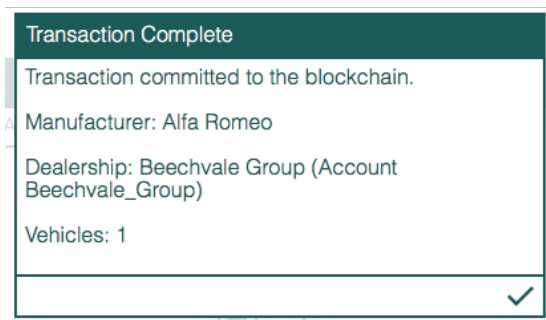 Transaction Complete
Transaction committed to the blockchain.
Manufacturer: Alfa Romeo
Dealership: Beechvale Group (Account
Beechvale_Group)
Vehicles: 1